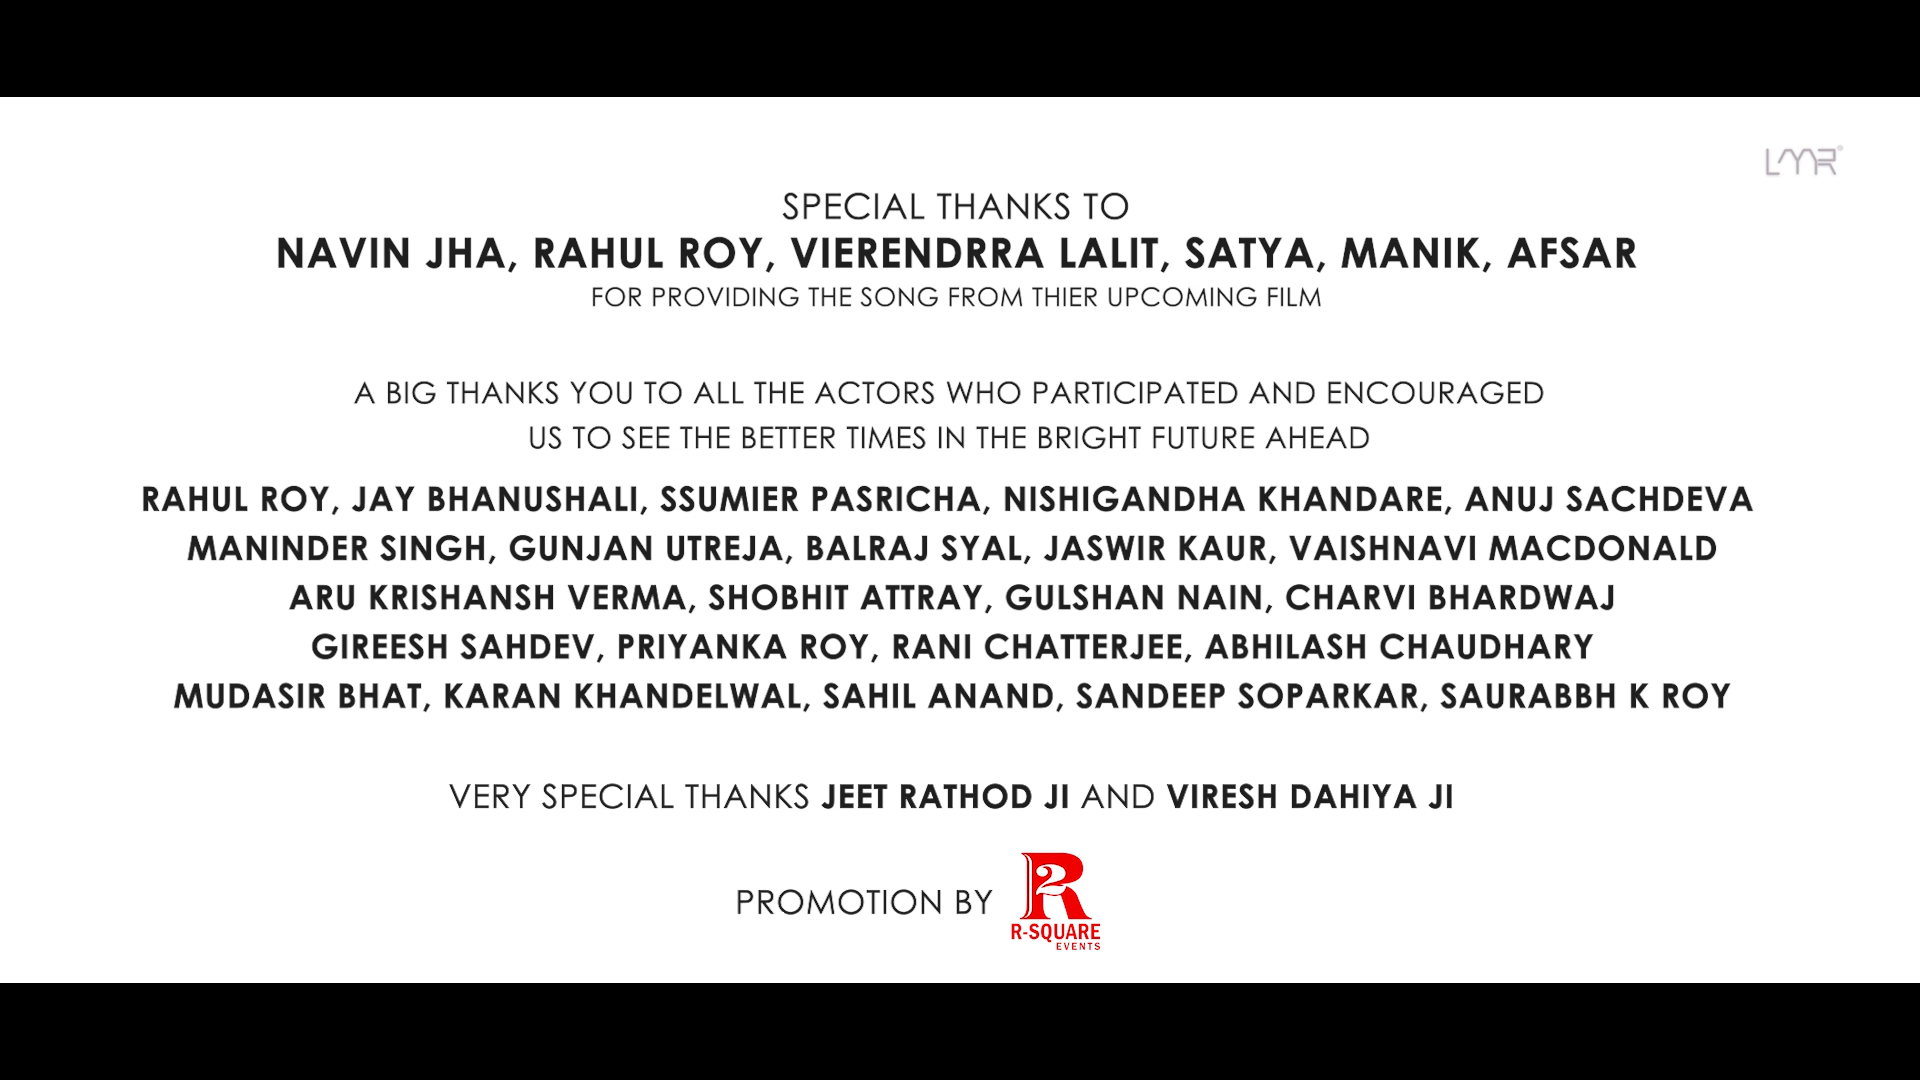 LMR
SPECIAL THANKS TO
NAVIN JHA, RAHUL ROY, VIERENDRRA LALIT, SATYA, MANIK, AFSAR
FOR PROVIDING THE SONG FROM THIER UPCOMING FILM
A BIG THANKS YOU TO ALL THE ACTORS WHO PARTICIPATED AND ENCOURAGED
US TO SEE THE BETTER TIMES IN THE BRIGHT FUTURE AHEAD
RAHUL ROY, JAY BHANUSHALI, SSUMIER PASRICHA, NISHIGANDHA KHANDARE, ANUJ SACHDEVA
MANINDER SINGH, GUNJAN UTREJA, BALRAJ SYAL, JASWIR KAUR, VAISHNAVI MACDONALD
ARU KRISHANSH VERMA, SHOBHIT ATTRAY, GULSHAN NAIN, CHARVI BHARDWAJ
GIREESH SAHDEV, PRIYANKA ROY, RANI CHATTERJEE, ABHILASH CHAUDHARY
MUDASIR BHAT, KARAN KHANDELWAL, SAHIL ANAND, SANDEEP SOPARKAR, SAURABBH K ROY
VERY SPECIAL THANKS JEET RATHOD JI AND VIRESH DAHIYA JI
PROMOTION BY
R2
R-SQUARE
EVENTS